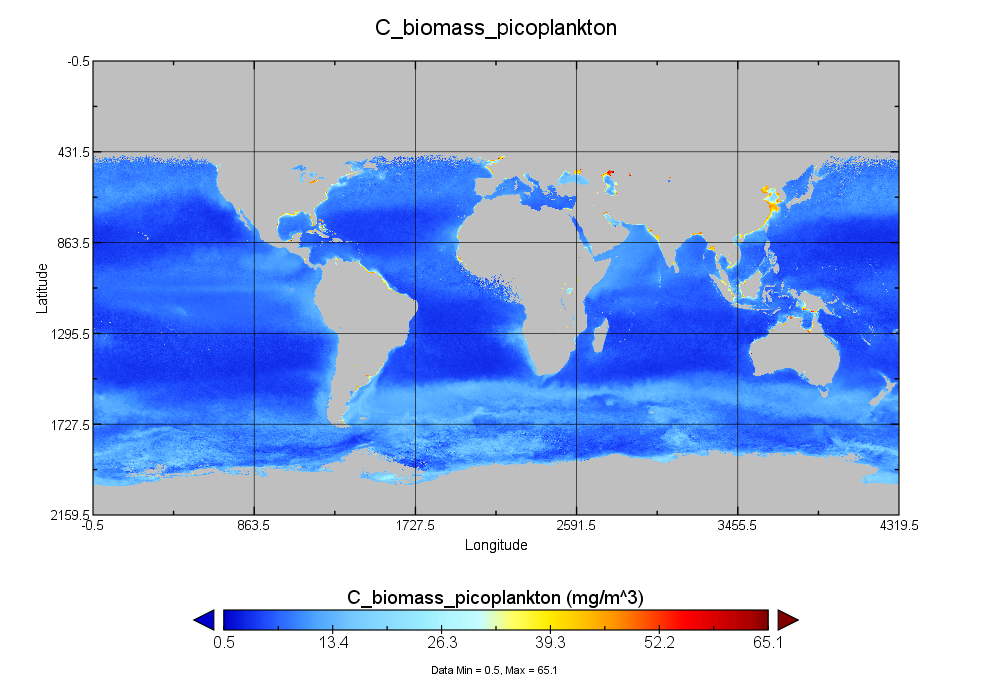 C_biomass_picoplankton
-0.5
431.5
863.5
1295.5
1727.5
2159.5
Latitude
-0.5 863.5 1727.5 2591.5 3455.5 4319.5
Longitude
C_biomass_picoplankton (mg/m^3)
0.5 13.4 26.3 39.3 52.2 65.1
Data Min = 0.5, Max = 65.1